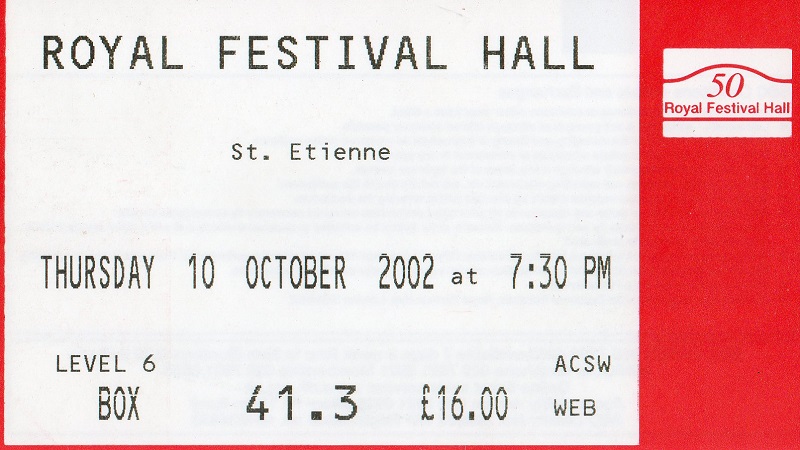 ROYAL FESTIVAL HALL
50
Royal Festival Hall
St. Etienne
THURSDAY 10 OCTOBER 2002 at 7:30 PM
LEVEL 6 ACSW
BOX 41.3 £16.00 WEB